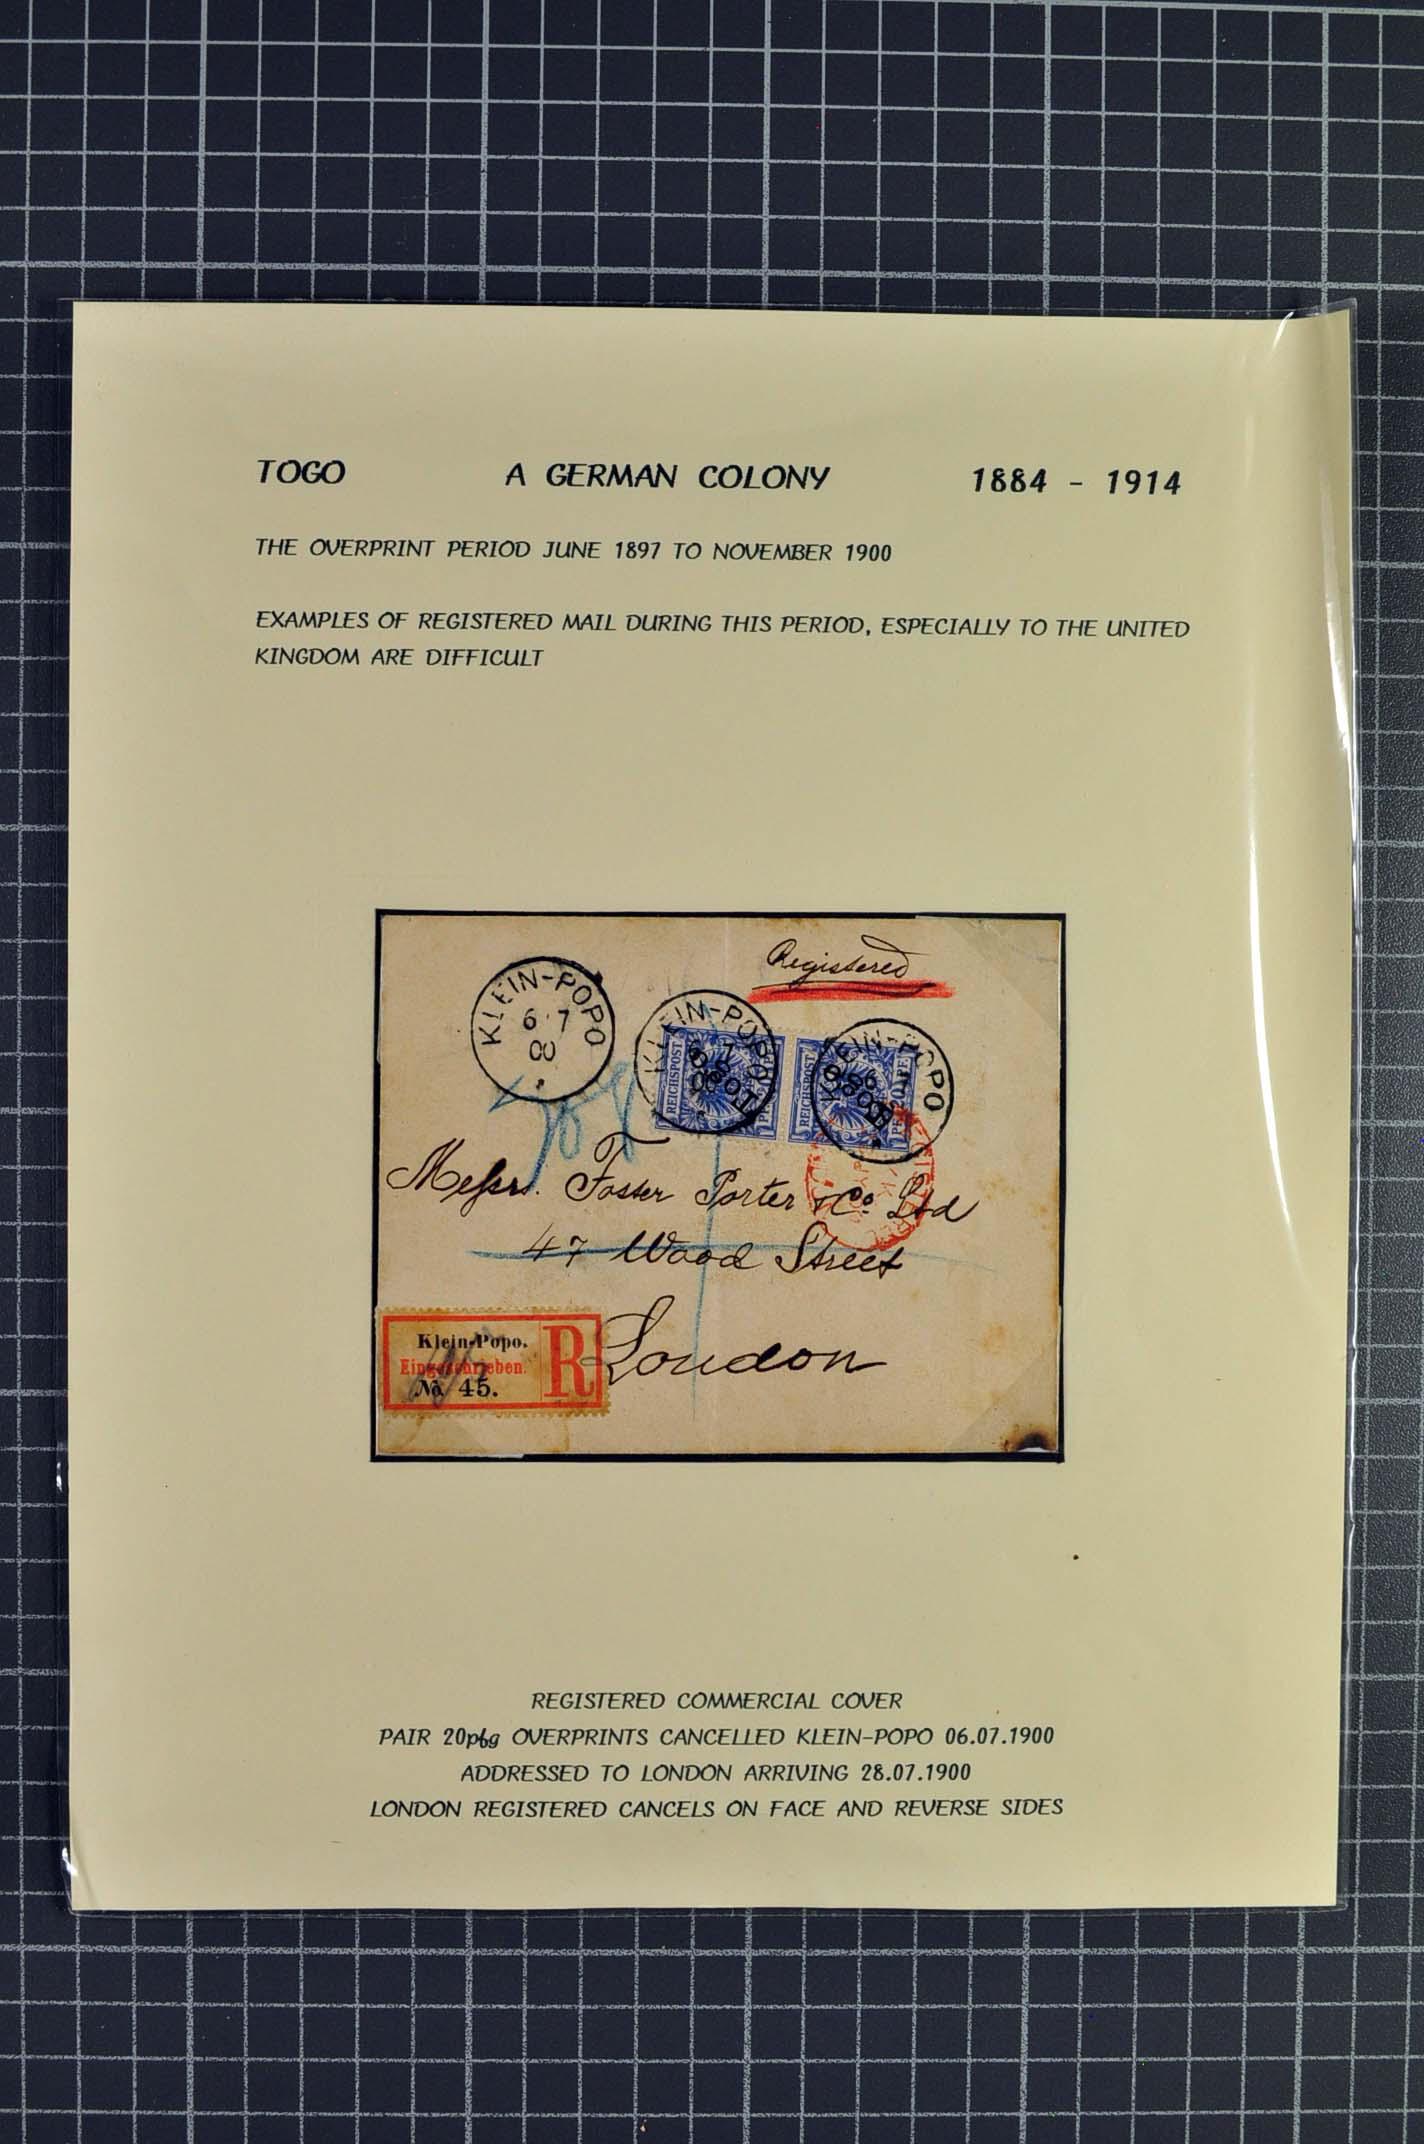 TOGO A GERMAN COLONY 1884 - 1914
THE OVERPRINT PERIOD JUNE 1897 TO NOVEMBER 1900
EXAMPLES OF REGISTERED MAIL DURING THIS PERIOD, ESPECIALLY TO THE UNITED
KINGDOM ARE DIFFICULT
Registered
KLEIN-POPO
6 7
00
KLEIN-POPO
REICHSPOST
KLEIN-POPO
REICHSPOST
Messrs. Foster Porter & Co. Ltd
47 Wood Street
London
Klein-Popo.
Eingeschrieben.
No. 45.
R
REGISTERED COMMERCIAL COVER
PAIR 20pfg OVERPRINTS CANCELLED KLEIN-POPO 06.07.1900
ADDRESSED TO LONDON ARRIVING 28.07.1900
LONDON REGISTERED CANCELS ON FACE AND REVERSE SIDES